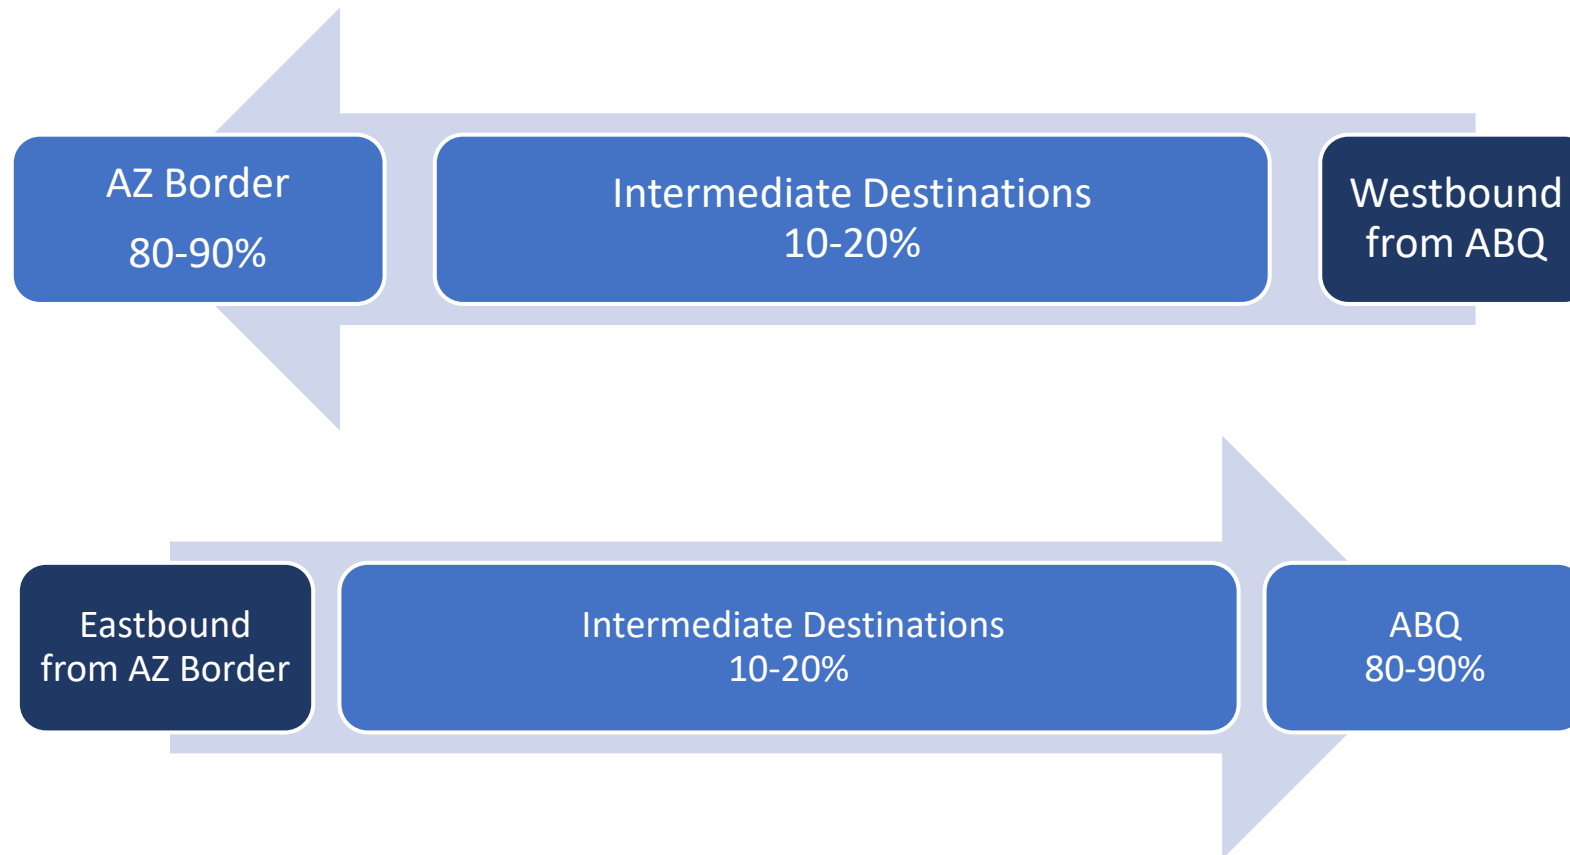 AZ Border
80-90%
Intermediate Destinations
10-20%
Westbound
from ABQ
Eastbound
from AZ Border
Intermediate Destinations
10-20%
ABQ
80-90%